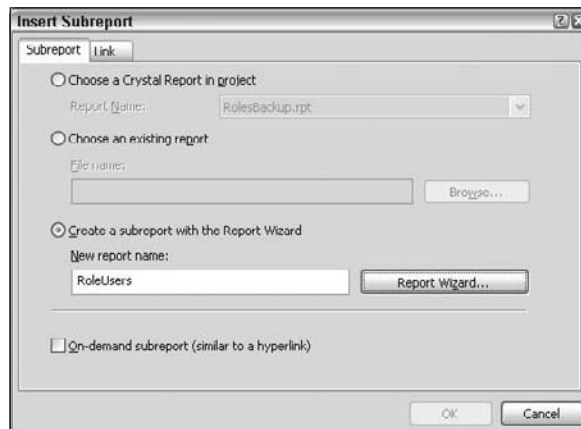 Insert Subreport
Subreport Link
Choose a Crystal Report in project
Report Name: RolesBackup.rpt
Choose an existing report
File name:
Browse...
Create a subreport with the Report Wizard
New report name:
RoleUsers Report Wizard...
On-demand subreport (similar to a hyperlink)
OK Cancel